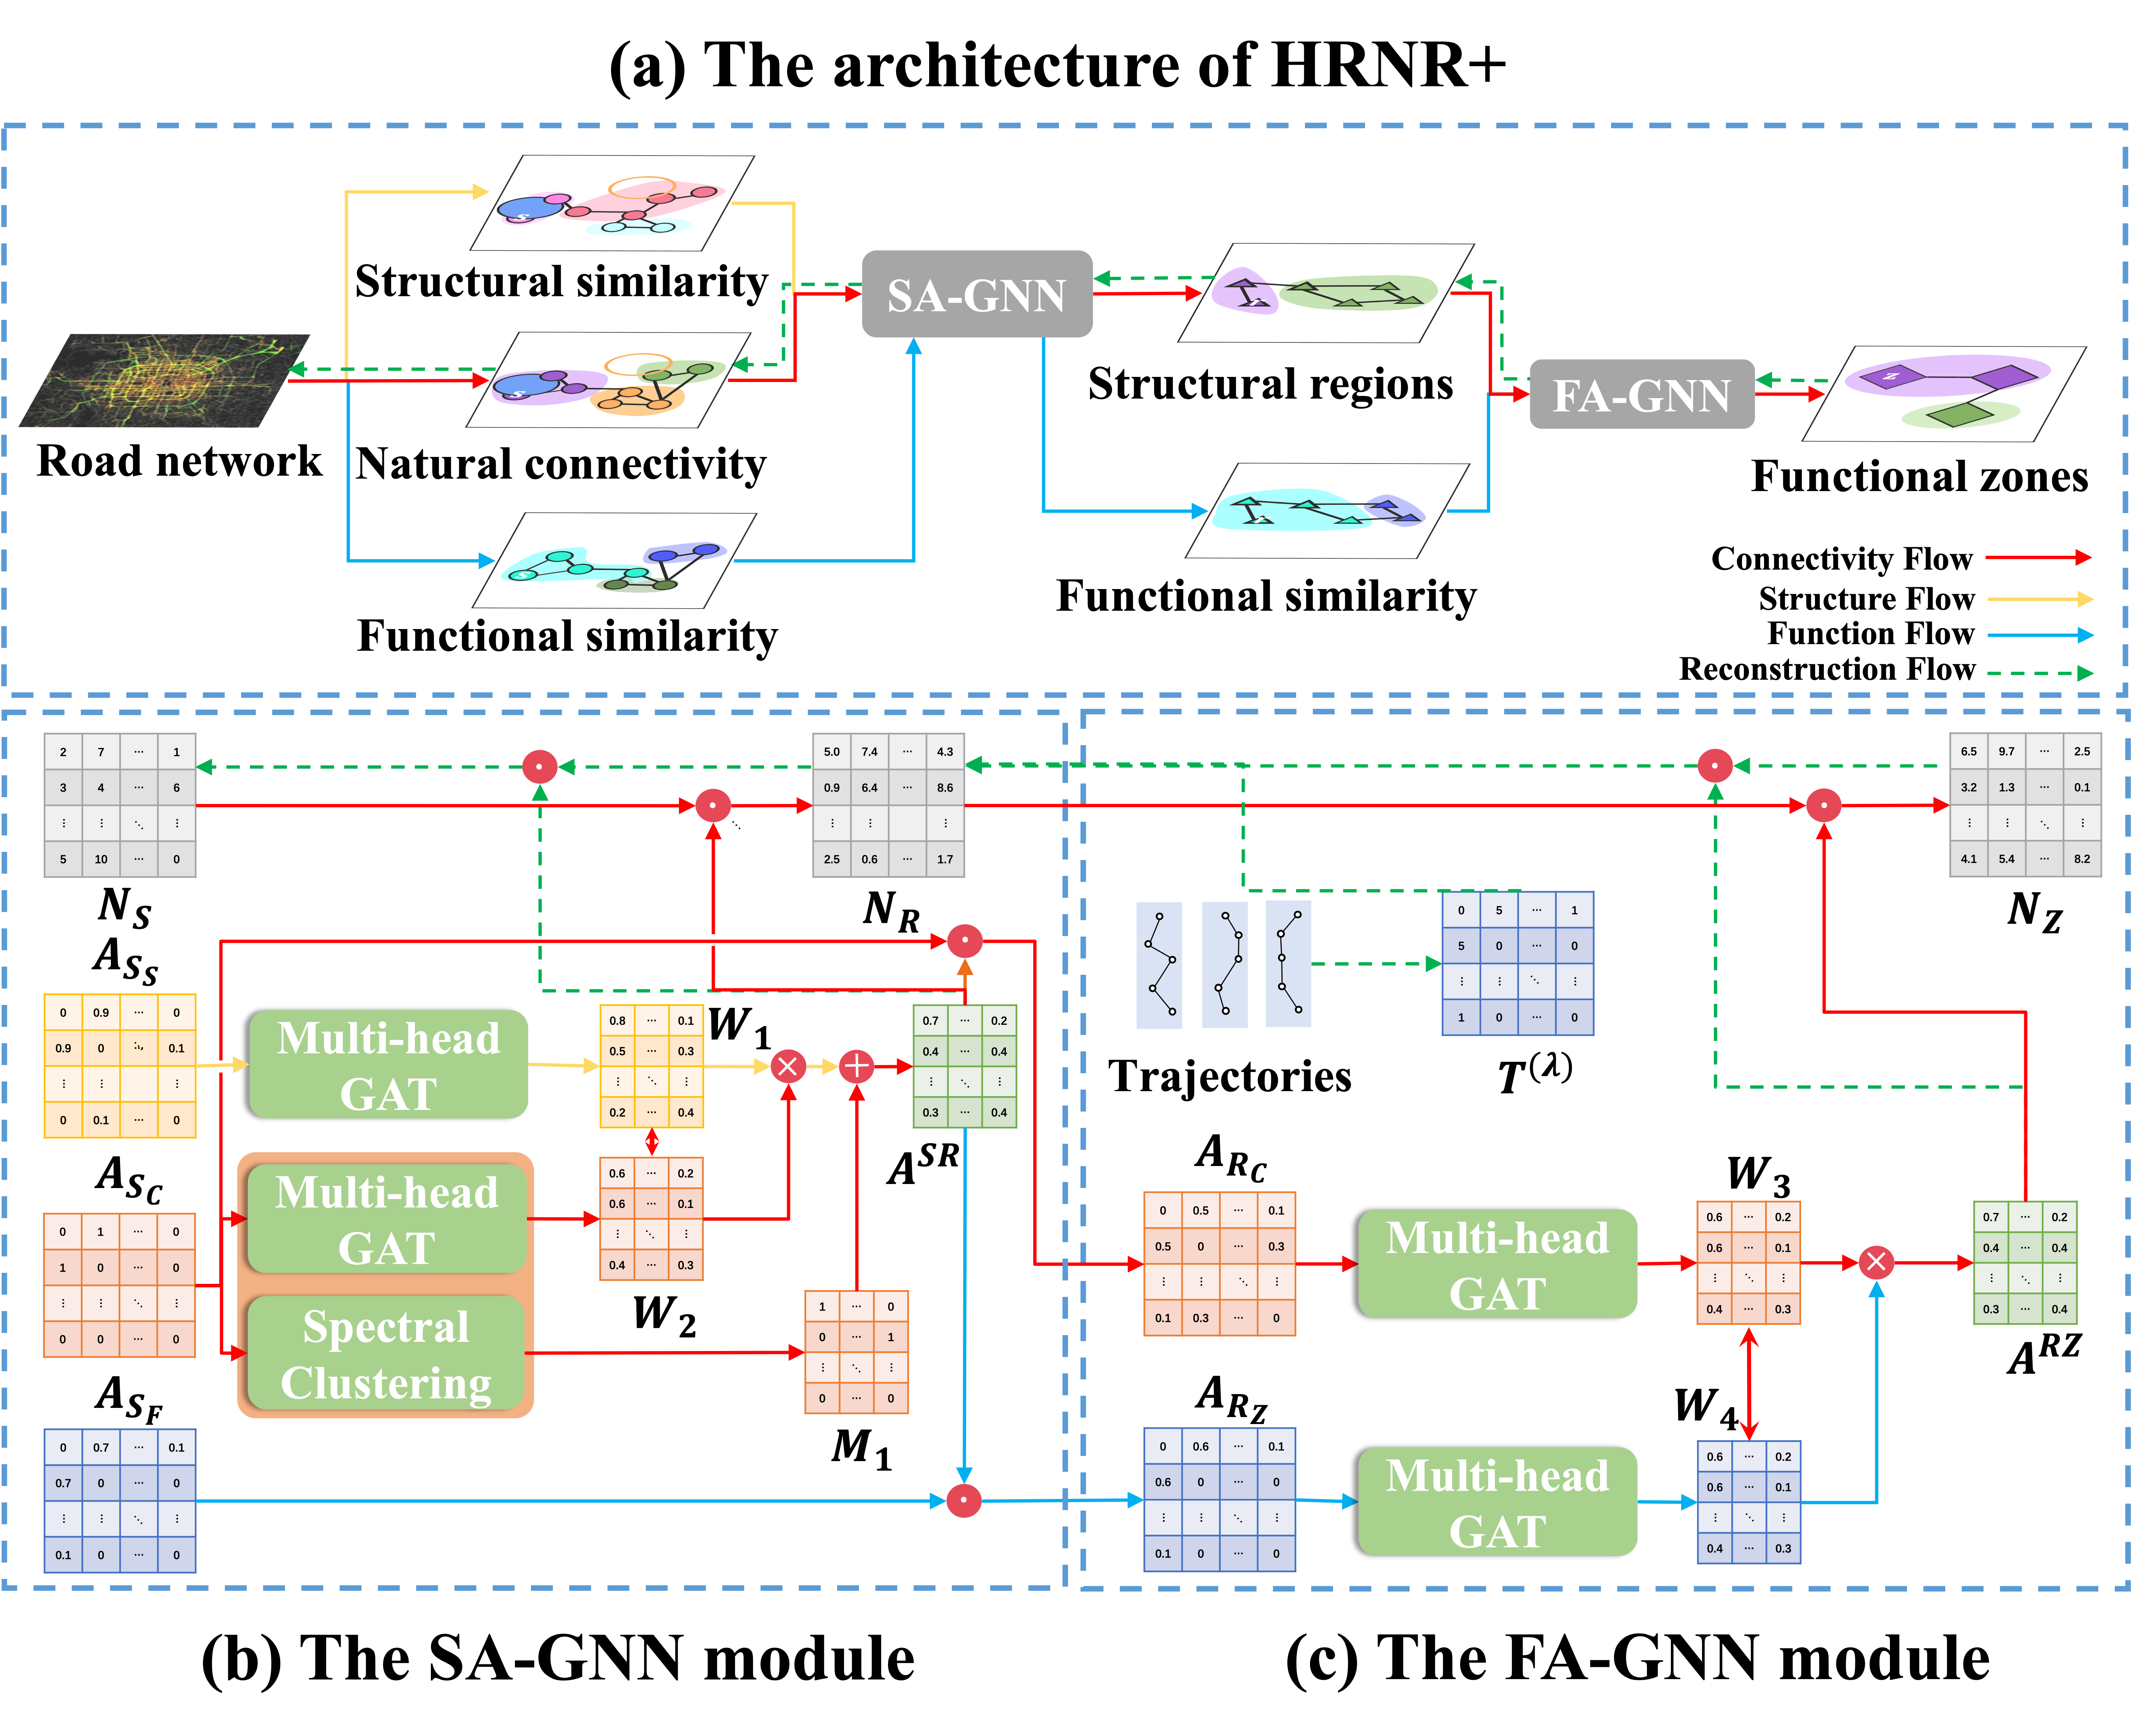 (a) The architecture of HRNR+
Structural similarity
SA-GNN
Structural regions
FA-GNN
Road network
Natural connectivity
Functional zones
Functional similarity
Functional similarity
Connectivity Flow
Structure Flow
Function Flow
Reconstruction Flow
2 7 ... 1
3 4 ... 6
⋮ ⋮ ⋱ ⋮
5 10 ... 0
N_S
5.0 7.4 ... 4.3
0.9 6.4 ... 8.6
⋮ ⋮ ⋮
⋱
2.5 0.6 ... 1.7
N_R
A_{S_S}
0 0.9 ... 0
0.9 0 ⋱ 0.1
⋮ ⋮ ⋮
0 0.1 ... 0
Multi-head
GAT
0.8 ... 0.1
0.5 ... 0.3
⋮ ⋱ ⋮
0.2 ... 0.4
W_1
×
+
0.7 ... 0.2
0.4 ... 0.4
⋮ ⋱ ⋮
0.3 ... 0.4
A^{SR}
A_{S_C}
0 1 ... 0
1 0 ... 0
⋮ ⋮ ⋱ ⋮
0 0 ... 0
Multi-head
GAT
Spectral
Clustering
0.6 ... 0.2
0.6 ... 0.1
⋮ ⋱ ⋮
0.4 ... 0.3
W_2
1 ... 0
0 ... 1
⋮ ⋱ ⋮
0 ... 0
M_1
A_{S_F}
0 0.7 ... 0.1
0.7 0 ... 0
⋮ ⋮ ⋱ ⋮
0.1 0 ... 0
(b) The SA-GNN module
6.5 9.7 ... 2.5
3.2 1.3 ... 0.1
⋮ ⋮ ⋱ ⋮
4.1 5.4 ... 8.2
N_Z
Trajectories
0 5 ... 1
5 0 ... 0
⋮ ⋮ ⋱ ⋮
1 0 ... 0
T^{(λ)}
A_{R_C}
0 0.5 ... 0.1
0.5 0 ... 0.3
⋮ ⋮ ⋱ ⋮
0.1 0.3 ... 0
Multi-head
GAT
W_3
0.6 ... 0.2
0.6 ... 0.1
⋮ ⋱ ⋮
0.4 ... 0.3
×
0.7 ... 0.2
0.4 ... 0.4
⋮ ⋱ ⋮
0.3 ... 0.4
A^{RZ}
A_{R_Z}
0 0.6 ... 0.1
0.6 0 ... 0
⋮ ⋮ ⋱ ⋮
0.1 0 ... 0
Multi-head
GAT
W_4
0.6 ... 0.2
0.6 ... 0.1
⋮ ⋱ ⋮
0.4 ... 0.3
(c) The FA-GNN module